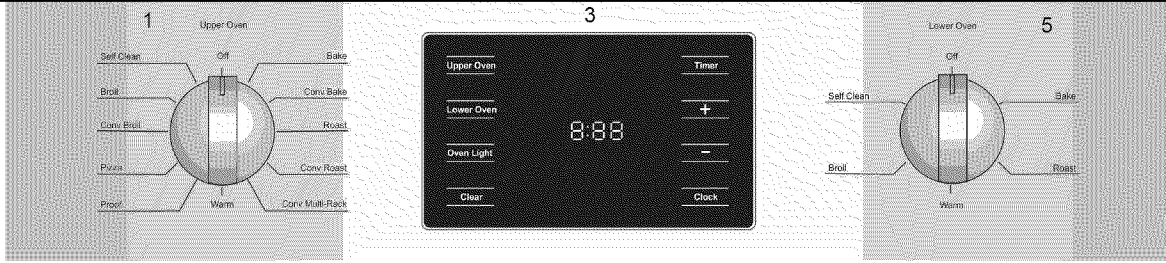 1
Upper Oven
Off
Self Clean
Bake
Broil
Conv Bake
Conv Broil
Roast
Pizza
Conv Roast
Proof
Warm
Conv Multi-Rack
3
Upper Oven
Timer
Lower Oven
+
8:88
Oven Light
−
Clear
Clock
Lower Oven
5
Off
Self Clean
Bake
Broil
Roast
Warm